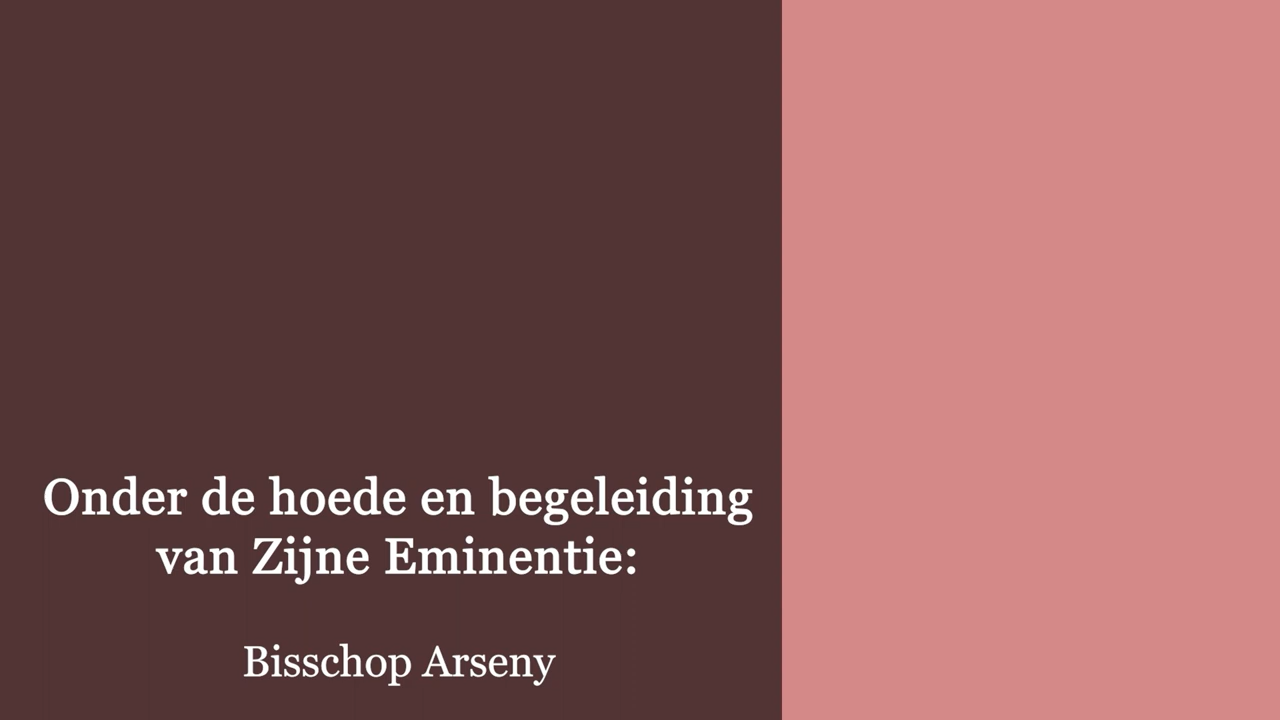 Onder de hoede en begeleiding
van Zijne Eminentie:
Bisschop Arseny